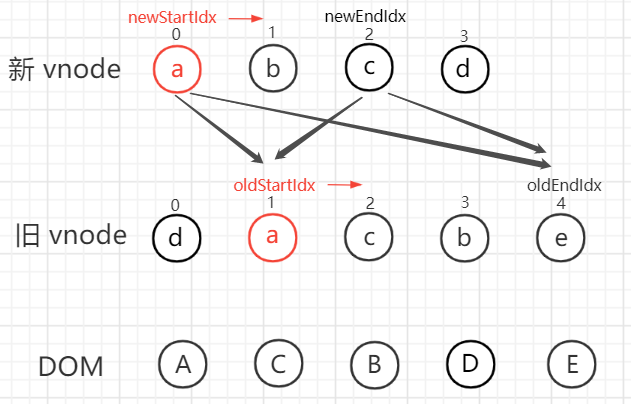 newStartIdx newEndIdx
0 1 2 3
新 vnode a b c d
oldStartIdx oldEndIdx
0 1 2 3 4
旧 vnode d a c b e
DOM A C B D E